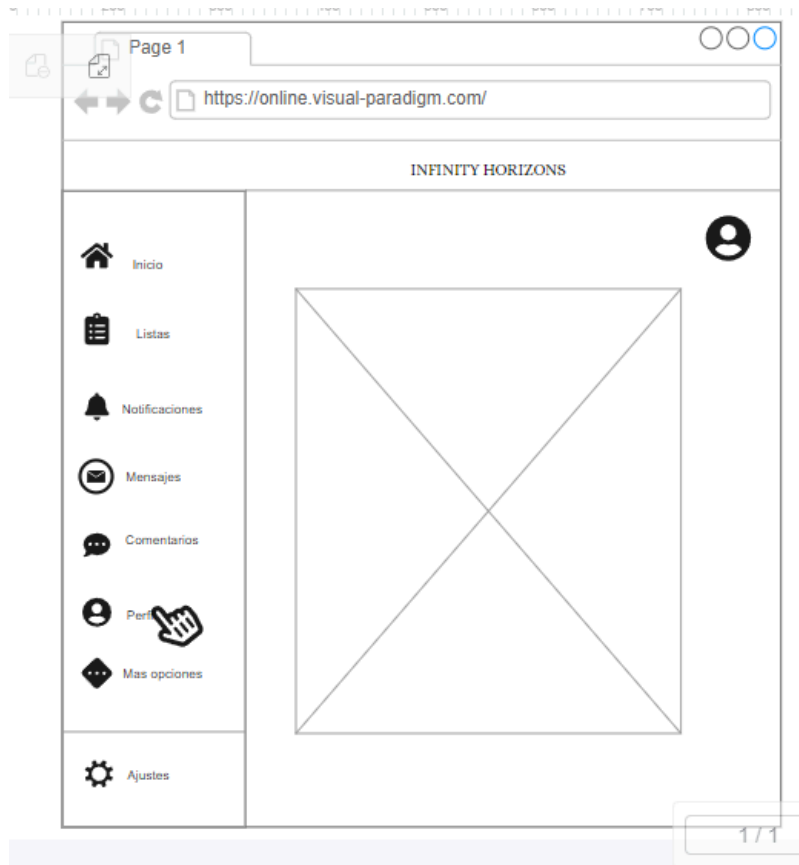 Page 1
https://online.visual-paradigm.com/
INFINITY HORIZONS
Inicio
Listas
Notificaciones
Mensajes
Comentarios
Mas opciones
Ajustes
1 / 1